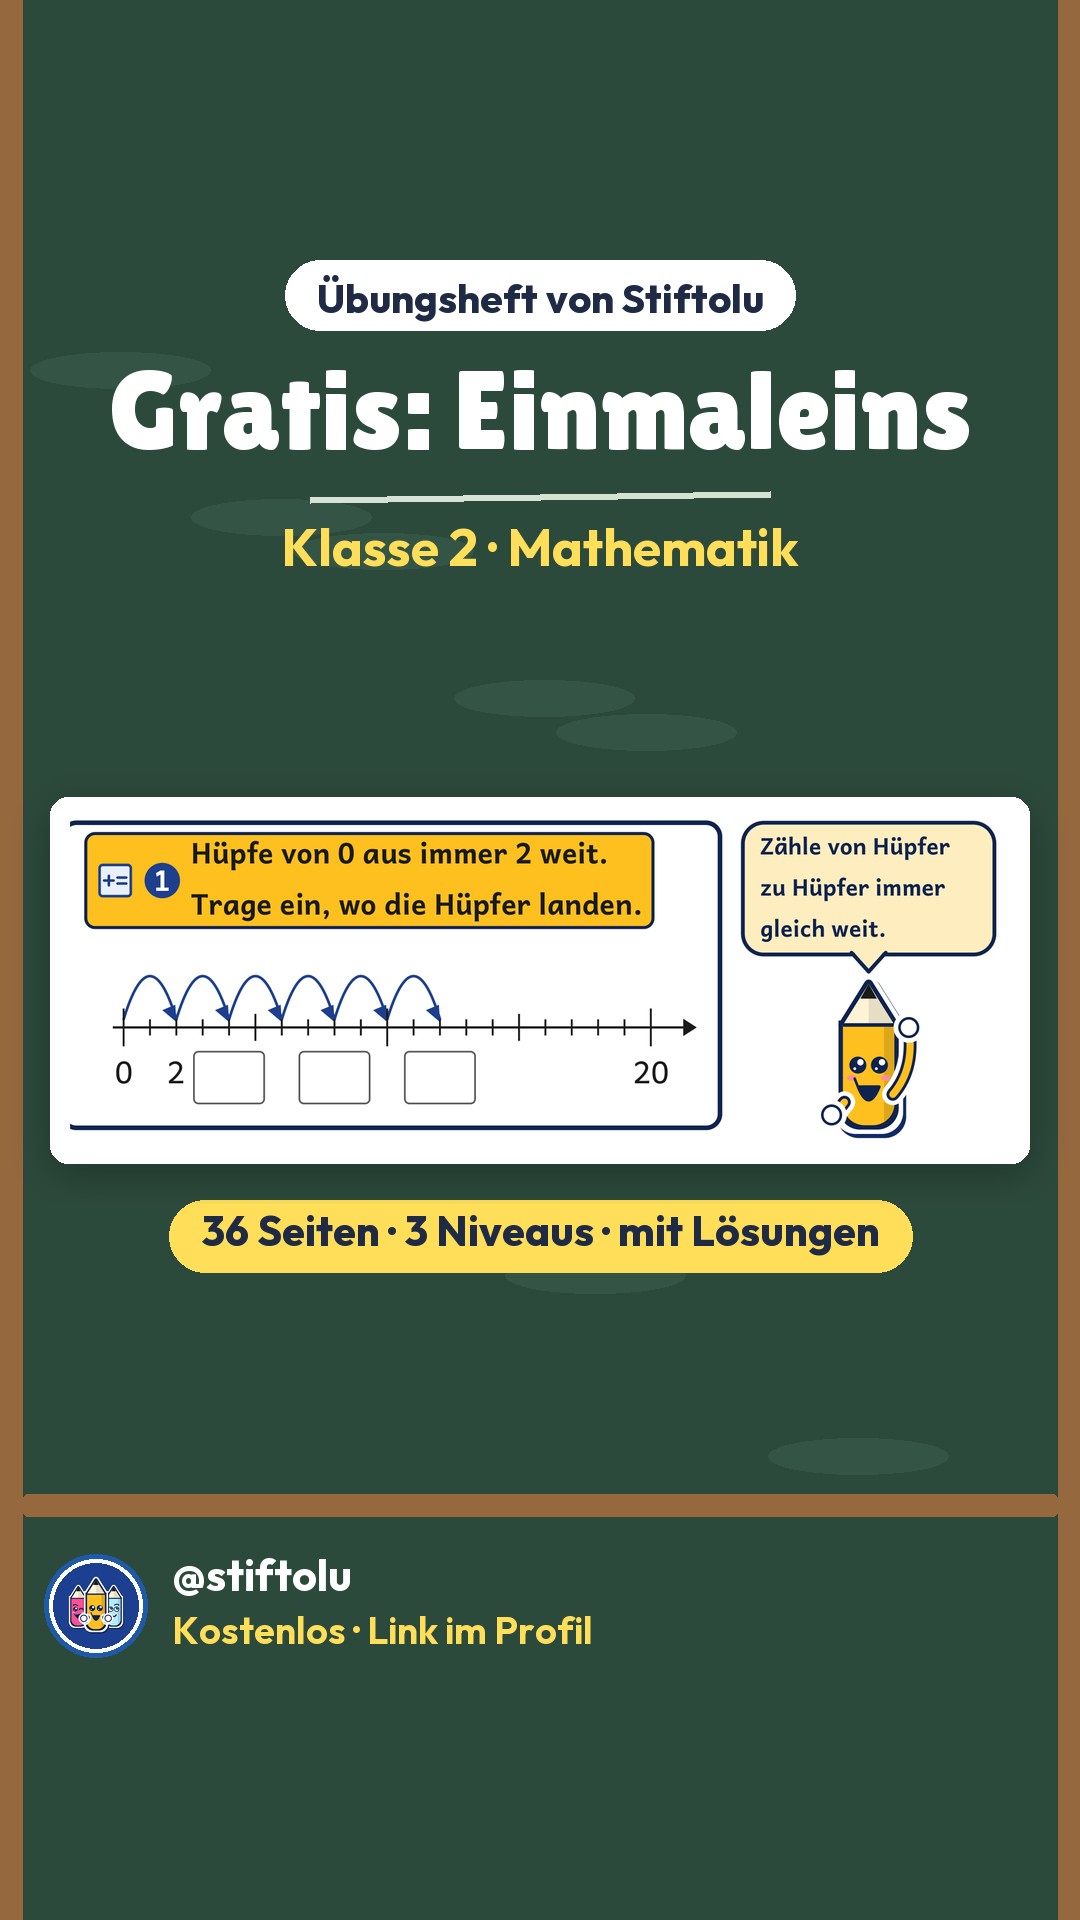 Übungsheft von Stiftolu
Gratis: Einmaleins
Klasse 2 · Mathematik
+=
1
Hüpfe von 0 aus immer 2 weit.
Trage ein, wo die Hüpfer landen.
0 2 20
Zähle von Hüpfer
zu Hüpfer immer
gleich weit.
36 Seiten · 3 Niveaus · mit Lösungen
@stiftolu
Kostenlos · Link im Profil